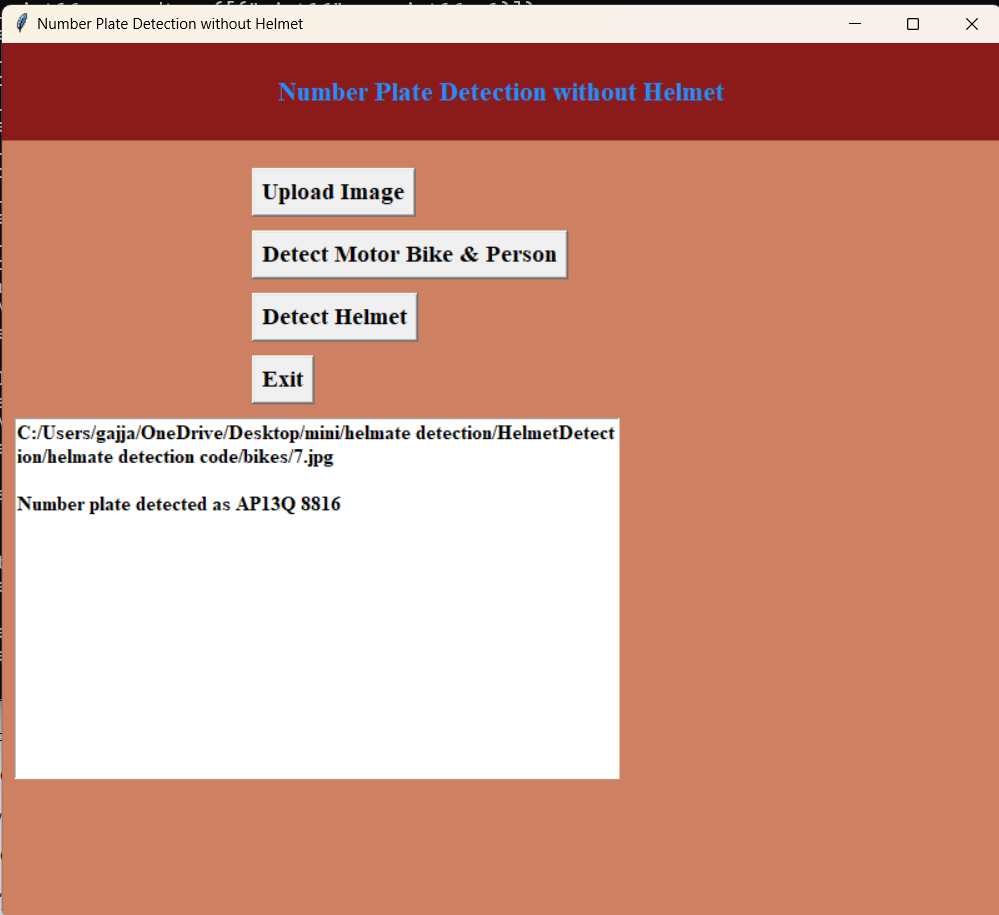 Number Plate Detection without Helmet
Number Plate Detection without Helmet
Upload Image
Detect Motor Bike & Person
Detect Helmet
Exit
C:/Users/gajja/OneDrive/Desktop/mini/helmate detection/HelmetDetect
ion/helmate detection code/bikes/7.jpg
Number plate detected as AP13Q 8816